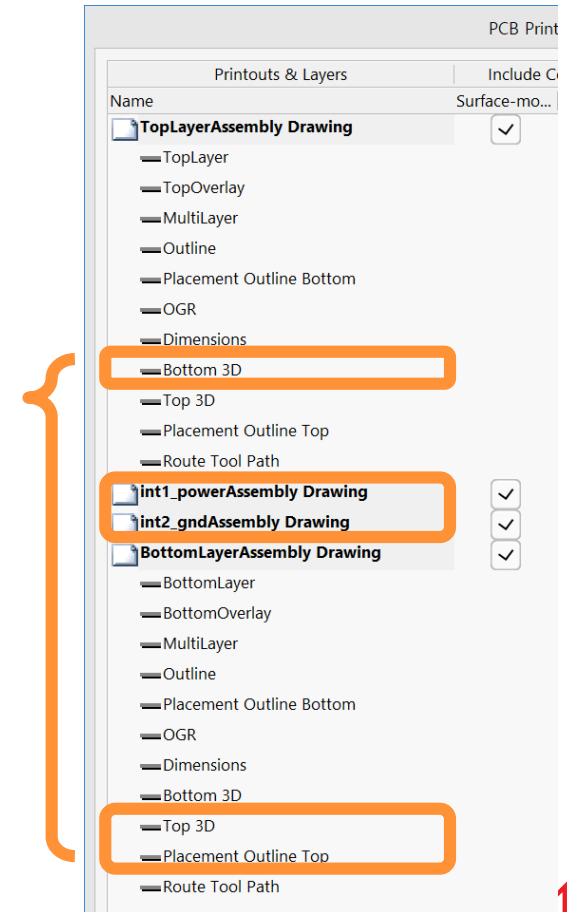 PCB Print
Printouts & Layers Include C
Name Surface-mo...
TopLayerAssembly Drawing
TopLayer
TopOverlay
MultiLayer
Outline
Placement Outline Bottom
OGR
Dimensions
Bottom 3D
Top 3D
Placement Outline Top
Route Tool Path
int1_powerAssembly Drawing
int2_gndAssembly Drawing
BottomLayerAssembly Drawing
BottomLayer
BottomOverlay
MultiLayer
Outline
Placement Outline Bottom
OGR
Dimensions
Bottom 3D
Top 3D
Placement Outline Top
Route Tool Path
1